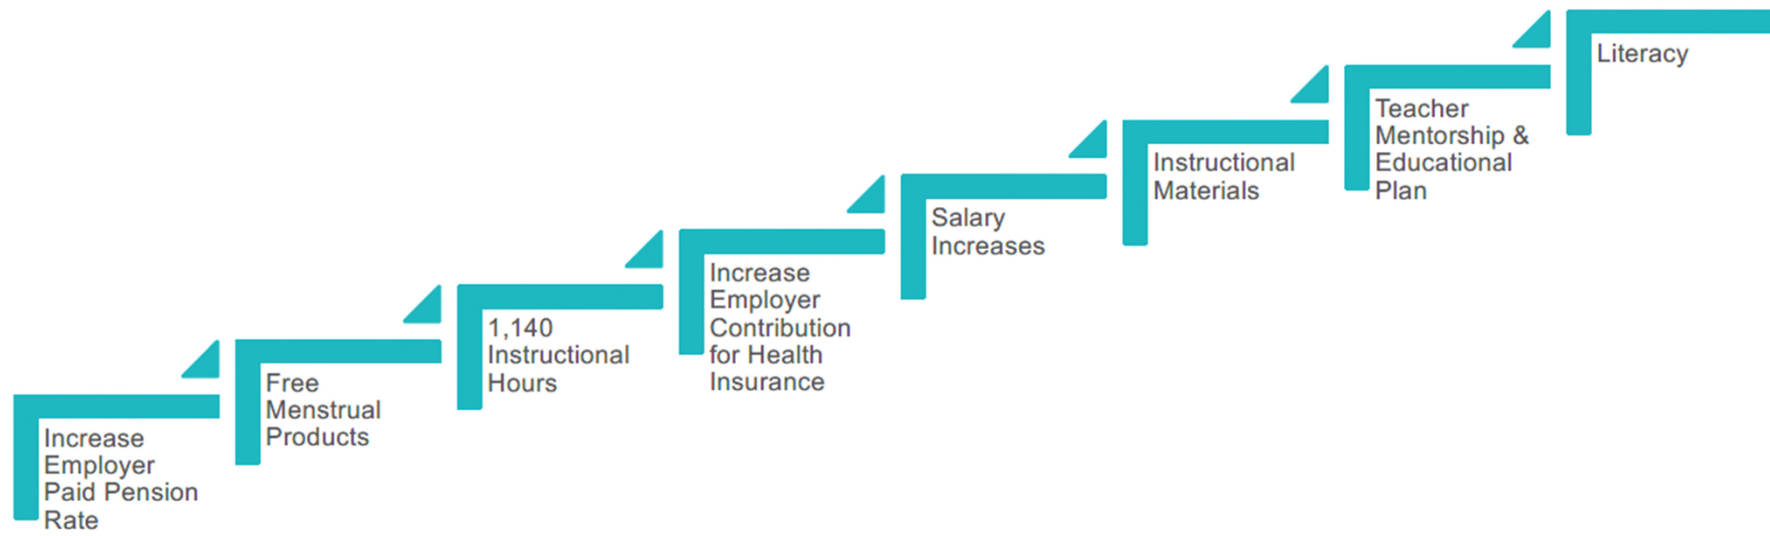 Increase
Employer
Paid Pension
Rate
Free
Menstrual
Products
1,140
Instructional
Hours
Increase
Employer
Contribution
for Health
Insurance
Salary
Increases
Instructional
Materials
Teacher
Mentorship &
Educational
Plan
Literacy